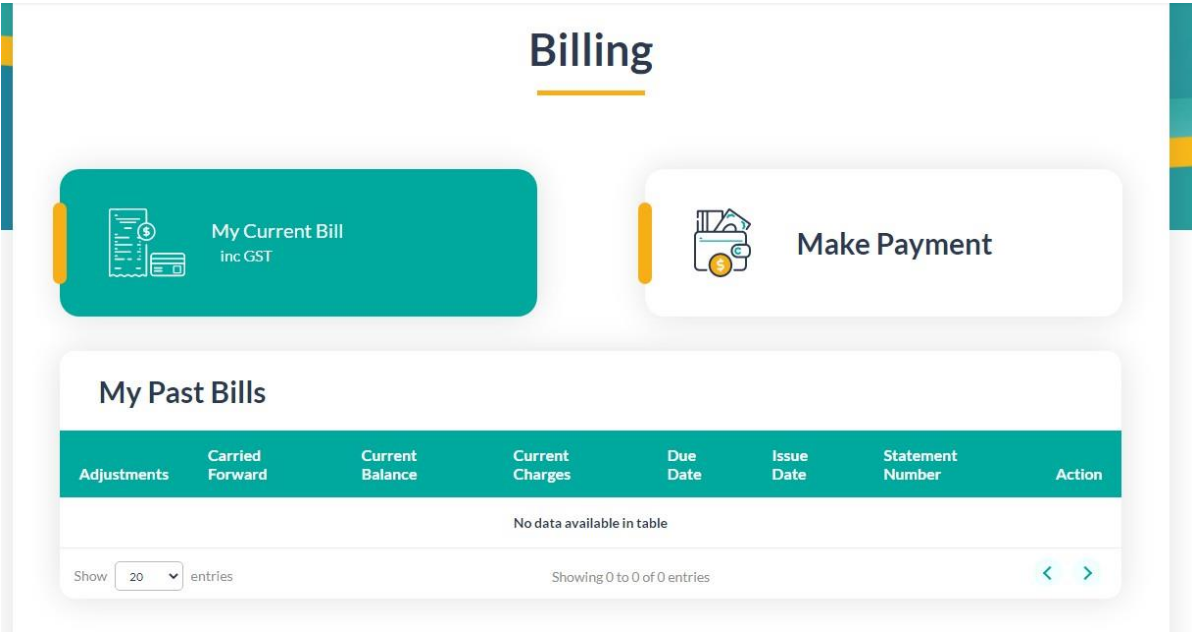 Billing
My Current Bill
inc GST
Make Payment
My Past Bills
Adjustments
Carried
Forward
Current
Balance
Current
Charges
Due
Date
Issue
Date
Statement
Number
Action
No data available in table
Show 20 entries
Showing 0 to 0 of 0 entries